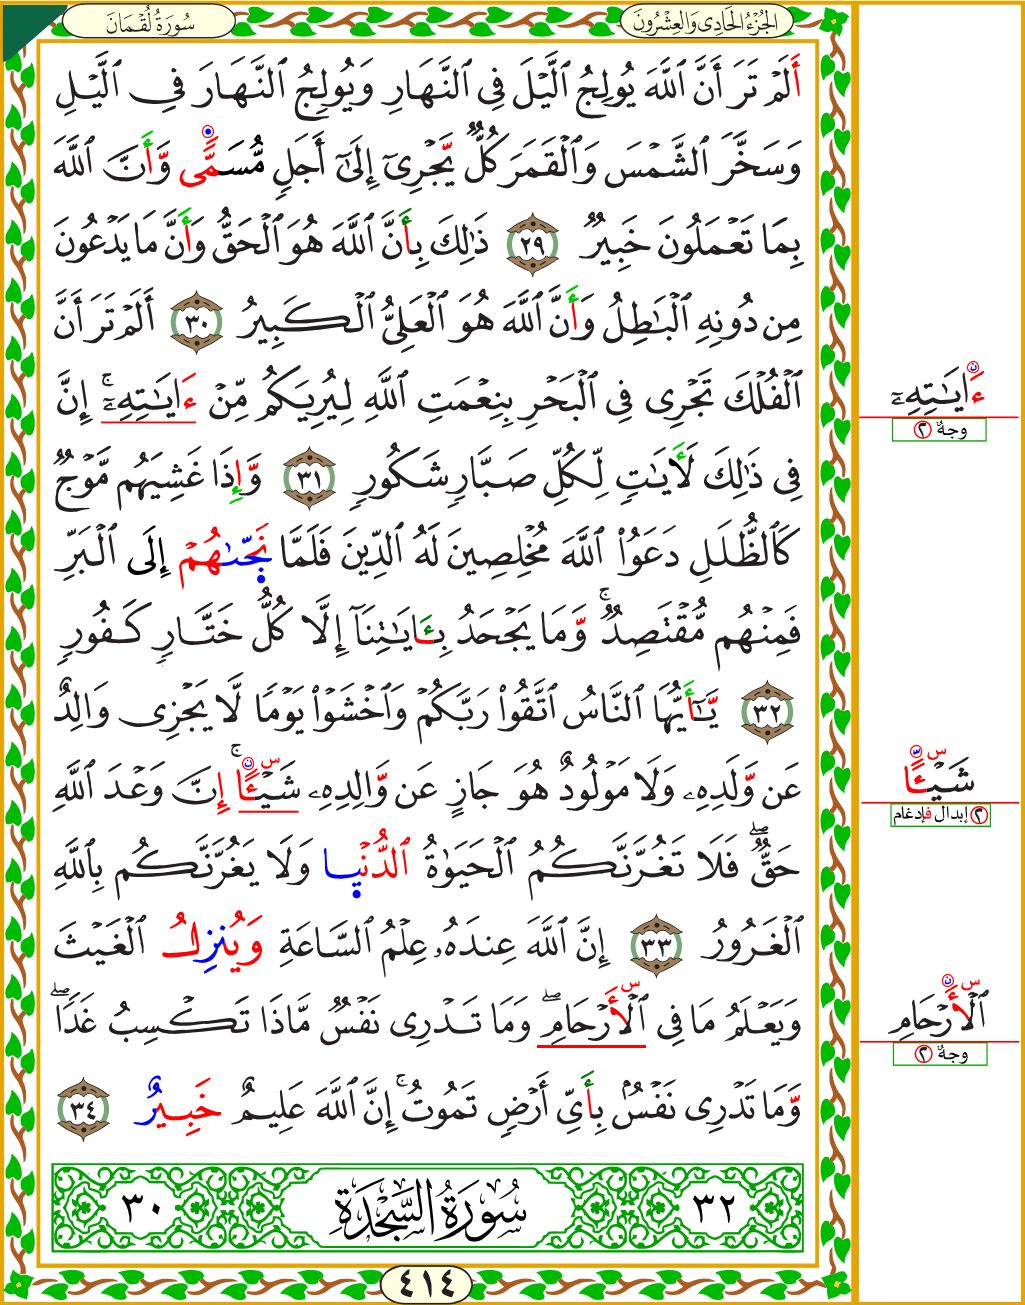 سُورَةُ لُقْمَانَ
الجُزْءُ الحَادِى وَالعِشْرُونَ
أَلَمْ تَرَ أَنَّ ٱللَّهَ يُولِجُ ٱلَّيْلَ فِى ٱلنَّهَارِ وَيُولِجُ ٱلنَّهَارَ فِى ٱلَّيْلِ
وَسَخَّرَ ٱلشَّمْسَ وَٱلْقَمَرَ كُلٌّ يَّجْرِىٓ إِلَىٰٓ أَجَلٍ مُّسَمًّى وَّأَنَّ ٱللَّهَ
بِمَا تَعْمَلُونَ خَبِيرٌ ٢٩ ذَٰلِكَ بِأَنَّ ٱللَّهَ هُوَ ٱلْحَقُّ وَأَنَّ مَا يَدْعُونَ
مِن دُونِهِ ٱلْبَٰطِلُ وَأَنَّ ٱللَّهَ هُوَ ٱلْعَلِىُّ ٱلْكَبِيرُ ٣٠ أَلَمْ تَرَ أَنَّ
ٱلْفُلْكَ تَجْرِى فِى ٱلْبَحْرِ بِنِعْمَتِ ٱللَّهِ لِيُرِيَكُم مِّنْ ءَايَٰتِهِۦٓ ۚ إِنَّ
فِى ذَٰلِكَ لَأَيَٰتٍ لِّكُلِّ صَبَّارٍ شَكُورٍ ٣١ وَّإِذَا غَشِيَهُم مَّوْجٌ
كَٱلظُّلَلِ دَعَوُا۟ ٱللَّهَ مُخْلِصِينَ لَهُ ٱلدِّينَ فَلَمَّا نَجَّىٰهُمْ إِلَى ٱلْبَرِّ
فَمِنْهُم مُّقْتَصِدٌ ۚ وَّمَا يَجْحَدُ بِـَٔايَٰتِنَآ إِلَّا كُلُّ خَتَّارٍ كَفُورٍ
٣٢ يَّٰٓأَيُّهَا ٱلنَّاسُ ٱتَّقُوا۟ رَبَّكُمْ وَٱخْشَوْا۟ يَوْمًا لَّا يَجْزِى وَالِدٌ
عَن وَّلَدِهِۦ وَلَا مَوْلُودٌ هُوَ جَازٍ عَن وَّالِدِهِۦ شَيْـًٔا ۚ إِنَّ وَعْدَ ٱللَّهِ
حَقٌّ ۖ فَلَا تَغُرَّنَّكُمُ ٱلْحَيَوٰةُ ٱلدُّنْيَا وَلَا يَغُرَّنَّكُم بِٱللَّهِ
ٱلْغَرُورُ ٣٣ إِنَّ ٱللَّهَ عِندَهُۥ عِلْمُ ٱلسَّاعَةِ وَيُنزِلُ ٱلْغَيْثَ
وَيَعْلَمُ مَا فِى ٱلْأَرْحَامِ ۖ وَمَا تَدْرِى نَفْسٌ مَّاذَا تَكْسِبُ غَدًا ۖ
وَّمَا تَدْرِى نَفْسٌۢ بِأَىِّ أَرْضٍ تَمُوتُ ۚ إِنَّ ٱللَّهَ عَلِيمٌ خَبِيرٌ ٣٤
٣٢ سُورَةُ السَّجْدَةِ ٣٠
٤١٤
ءَايَٰتِهِۦٓ
٢ وجهٌ
س
شَيْـًٔا
٢ إبدال فإدغام
س
ٱلْأَرْحَامِ
٢ وجهٌ